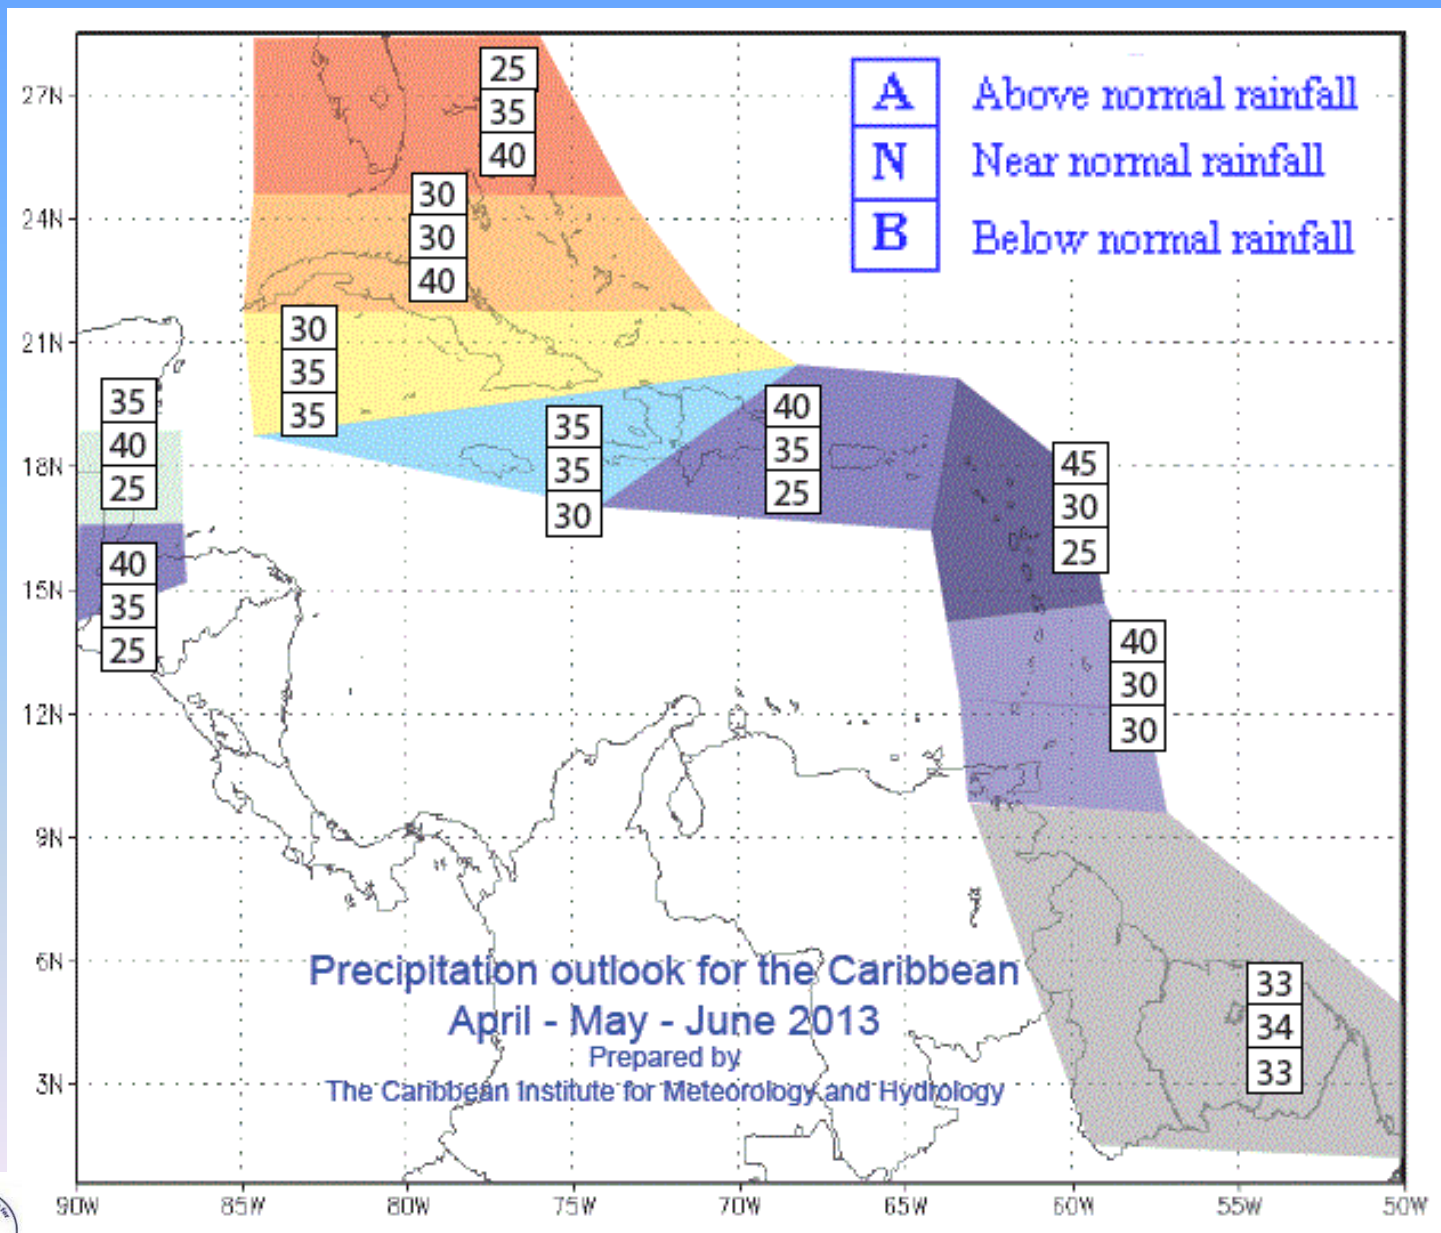 25
35
40
A Above normal rainfall
N Near normal rainfall
B Below normal rainfall
30
30
40
30
35
35
35
40
25
35
35
30
40
35
25
45
30
25
40
35
25
40
30
30
33
34
33
Precipitation outlook for the Caribbean
April - May - June 2013
Prepared by
The Caribbean Institute for Meteorology and Hydrology
27N
24N
21N
18N
15N
12N
9N
6N
3N
90W 85W 80W 75W 70W 65W 60W 55W 50W